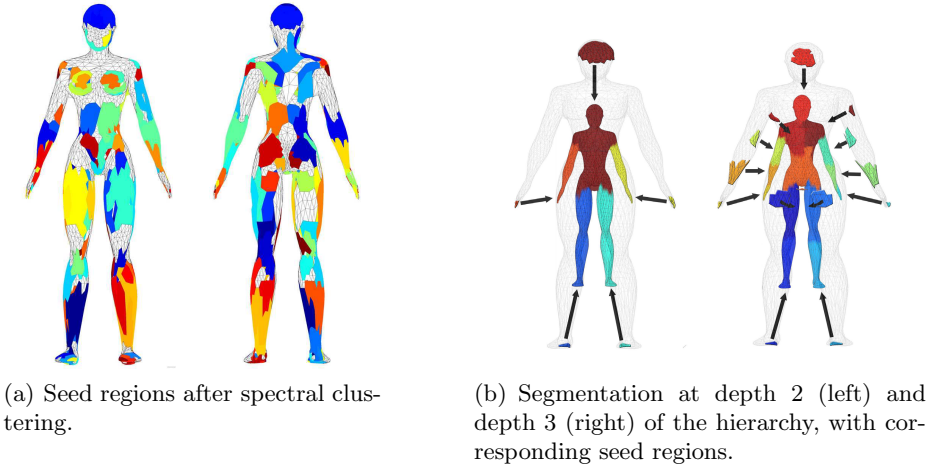 (a) Seed regions after spectral clus-
tering.
(b) Segmentation at depth 2 (left) and
depth 3 (right) of the hierarchy, with cor-
responding seed regions.